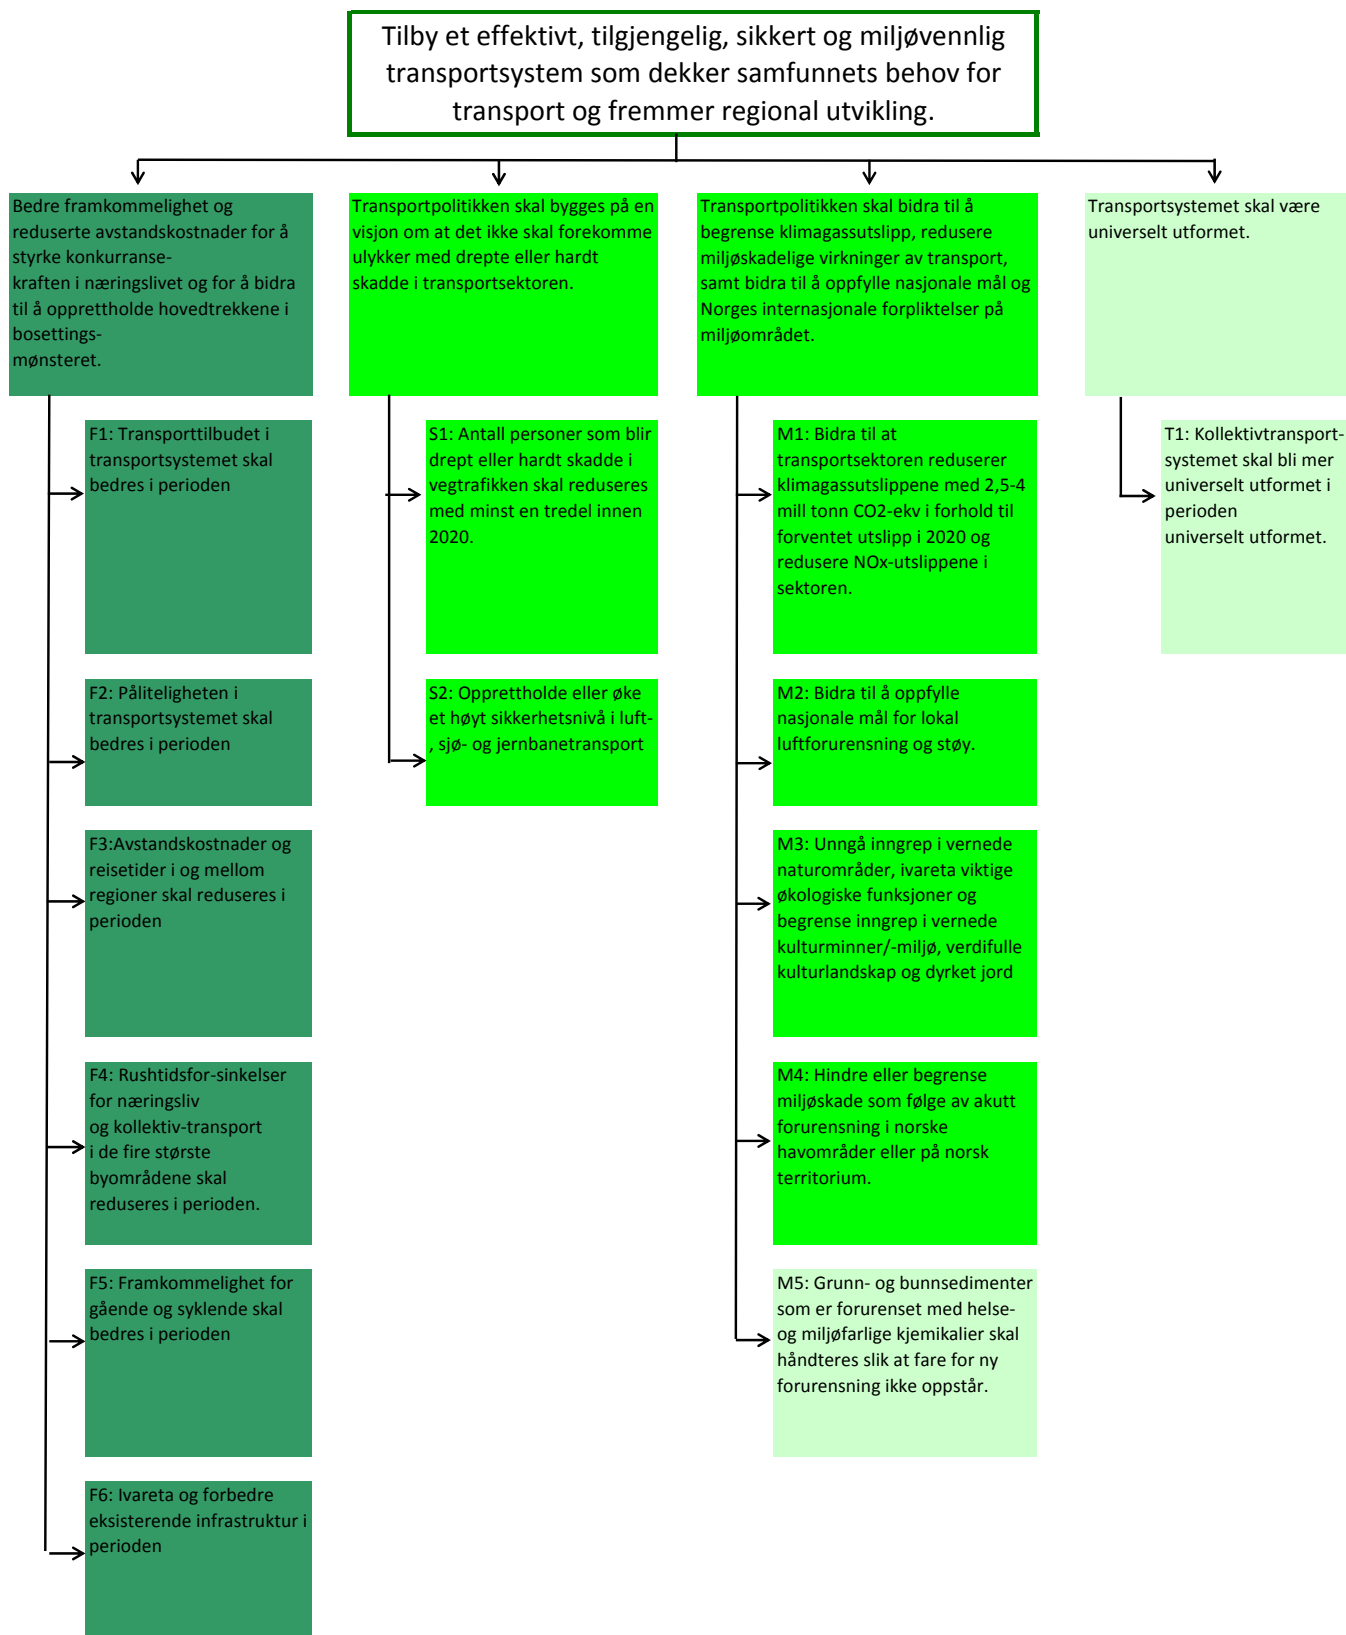 Tilby et effektivt, tilgjengelig, sikkert og miljøvennlig
transportsystem som dekker samfunnets behov for
transport og fremmer regional utvikling.
Bedre framkommelighet og
reduserte avstandskostnader for å
styrke konkurranse-
kraften i næringslivet og for å bidra
til å opprettholde hovedtrekkene i
bosettings-
mønsteret.
Transportpolitikken skal bygges på en
visjon om at det ikke skal forekomme
ulykker med drepte eller hardt
skadde i transportsektoren.
Transportpolitikken skal bidra til å
begrense klimagassutslipp, redusere
miljøskadelige virkninger av transport,
samt bidra til å oppfylle nasjonale mål og
Norges internasjonale forpliktelser på
miljøområdet.
Transportsystemet skal være
universelt utformet.
F1: Transporttilbudet i
transportsystemet skal
bedres i perioden
F2: Påliteligheten i
transportsystemet skal
bedres i perioden
F3:Avstandskostnader og
reisetider i og mellom
regioner skal reduseres i
perioden
F4: Rushtidsfor-sinkelser
for næringsliv
og kollektiv-transport
i de fire største
byområdene skal
reduseres i perioden.
F5: Framkommelighet for
gående og syklende skal
bedres i perioden
F6: Ivareta og forbedre
eksisterende infrastruktur i
perioden
S1: Antall personer som blir
drept eller hardt skadde i
vegtrafikken skal reduseres
med minst en tredel innen
2020.
S2: Opprettholde eller øke
et høyt sikkerhetsnivå i luft-
, sjø- og jernbanetransport
M1: Bidra til at
transportsektoren reduserer
klimagassutslippene med 2,5-4
mill tonn CO2-ekv i forhold til
forventet utslipp i 2020 og
redusere NOx-utslippene i
sektoren.
M2: Bidra til å oppfylle
nasjonale mål for lokal
luftforurensning og støy.
M3: Unngå inngrep i vernede
naturområder, ivareta viktige
økologiske funksjoner og
begrense inngrep i vernede
kulturminner/-miljø, verdifulle
kulturlandskap og dyrket jord
M4: Hindre eller begrense
miljøskade som følge av akutt
forurensning i norske
havområder eller på norsk
territorium.
M5: Grunn- og bunnsedimenter
som er forurenset med helse-
og miljøfarlige kjemikalier skal
håndteres slik at fare for ny
forurensning ikke oppstår.
T1: Kollektivtransport-
systemet skal bli mer
universelt utformet i
perioden
universelt utformet.